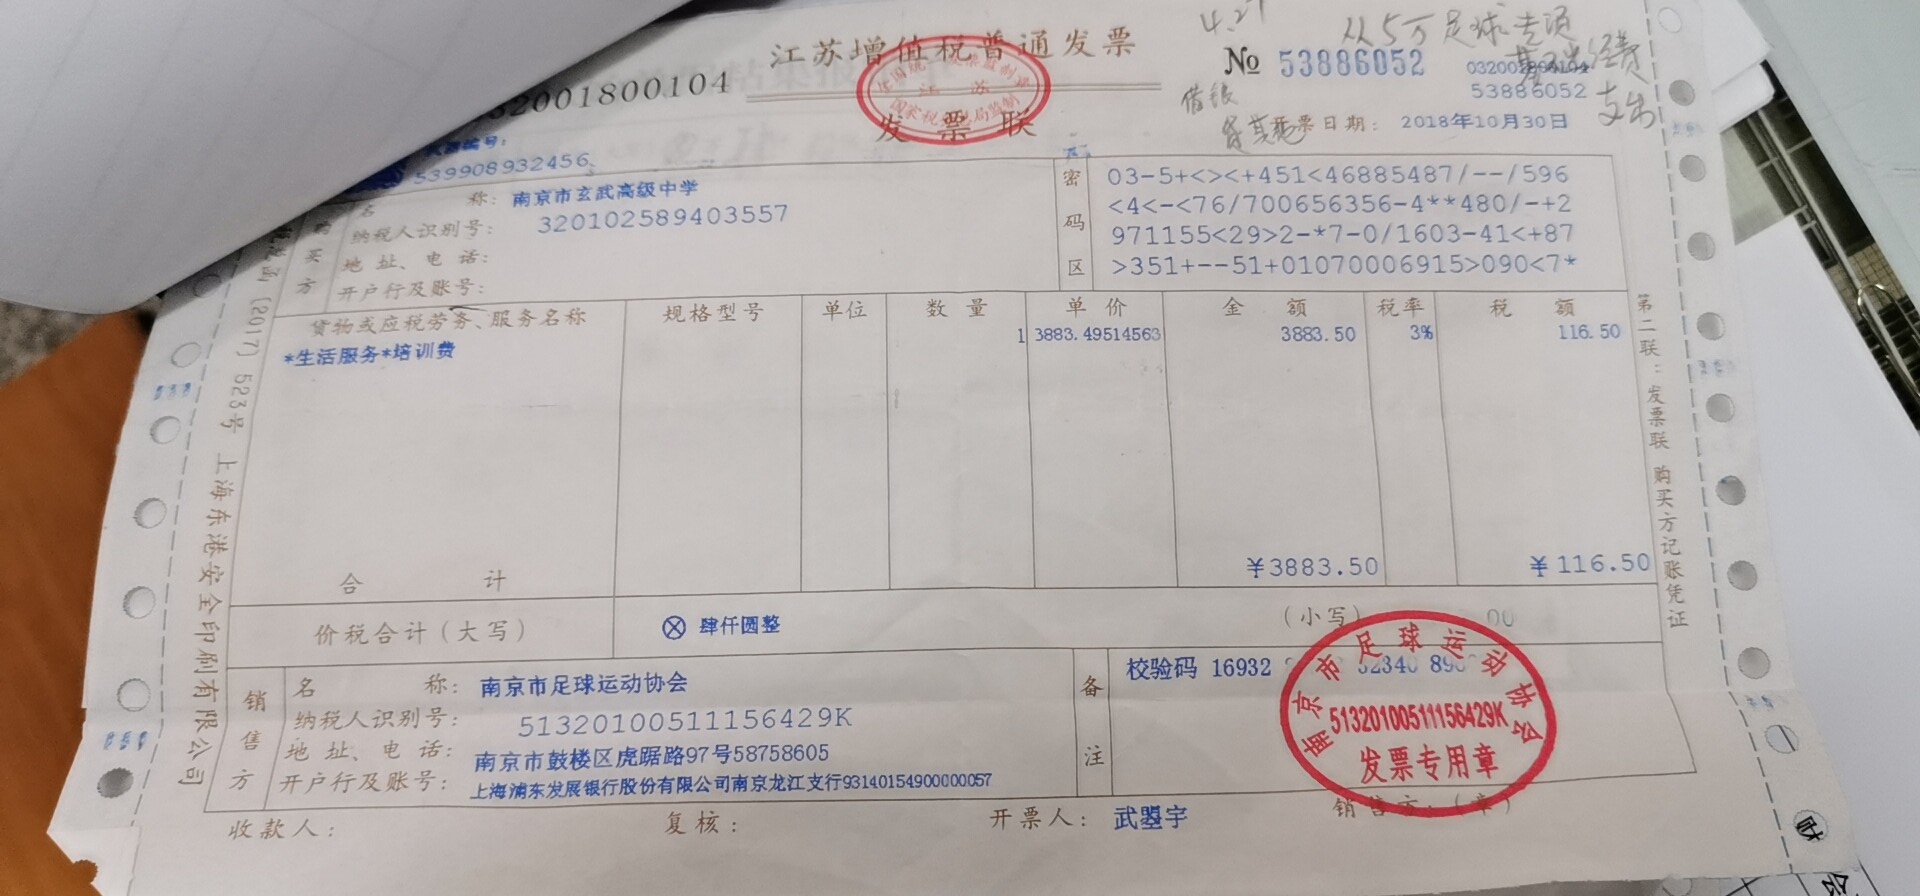 江苏增值税普通发票
发票联
2001800104
№ 53886052
53886052
4.27
从5万足球专项
经费
支出
开票日期： 2018年10月30日
539908932456
购买方
名 称： 南京市玄武高级中学
纳税人识别号： 320102589403557
地 址、电 话：
开户行及账号：
密码区
03-5+<><+451<46885487/--/596
<4<-<76/700656356-4**480/-+2
971155<29>2-*7-0/1603-41<+87
>351+--51+01070006915>090<7*
货物或应税劳务、服务名称 规格型号 单位 数 量 单 价 金 额 税率 税 额
*生活服务*培训费 1 3883.49514563 3883.50 3% 116.50
合 计 ￥3883.50 ￥116.50
价税合计（大写） ⊗ 肆仟圆整 （小写） 00
销售方
名 称： 南京市足球运动协会
纳税人识别号： 51320100511156429K
地 址、电 话： 南京市鼓楼区虎踞路97号58758605
开户行及账号： 上海浦东发展银行股份有限公司南京龙江支行93140154900000057
备注
校验码 16932
南京市足球运动协会
51320100511156429K
发票专用章
收款人： 复核： 开票人： 武曌宇 销售方：（章）
第二联：发票联 购买方记账凭证
〔2017〕523号 上海东港安全印刷有限公司